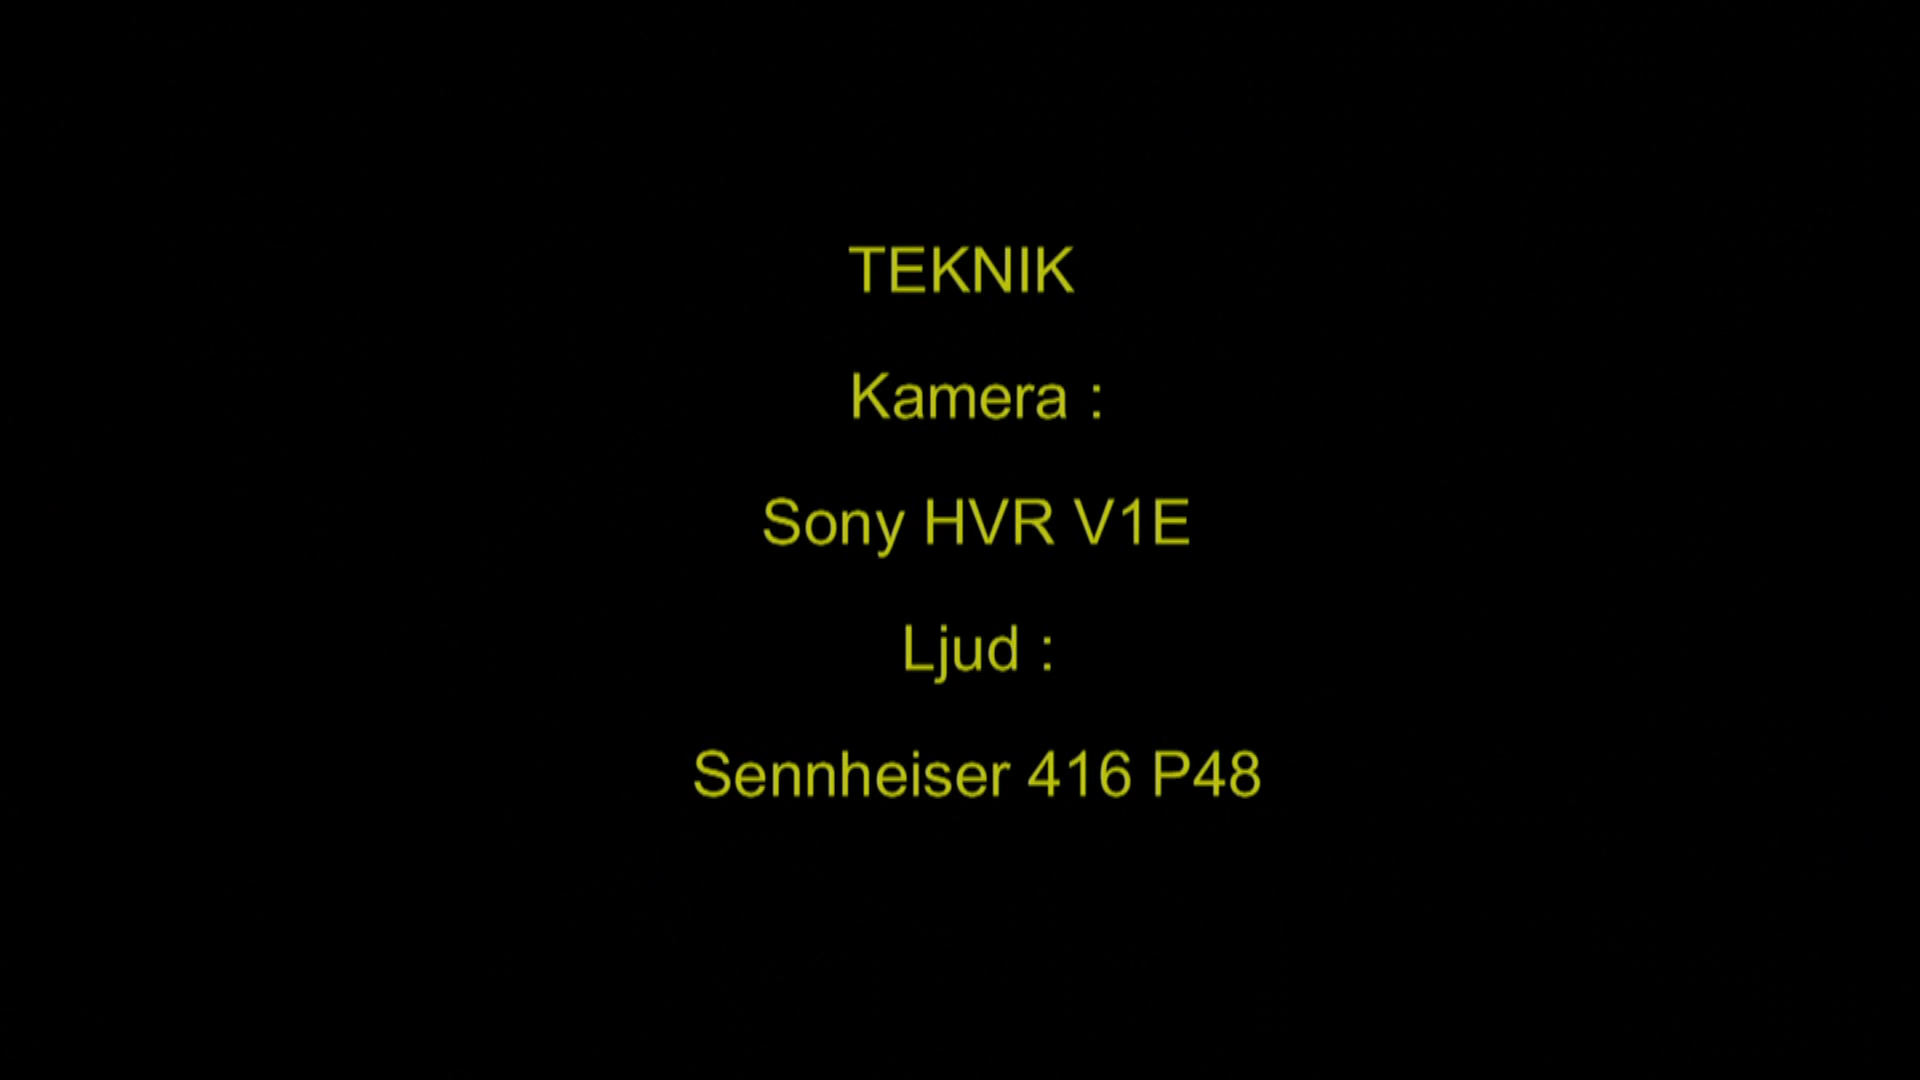 TEKNIK
Kamera :
Sony HVR V1E
Ljud :
Sennheiser 416 P48